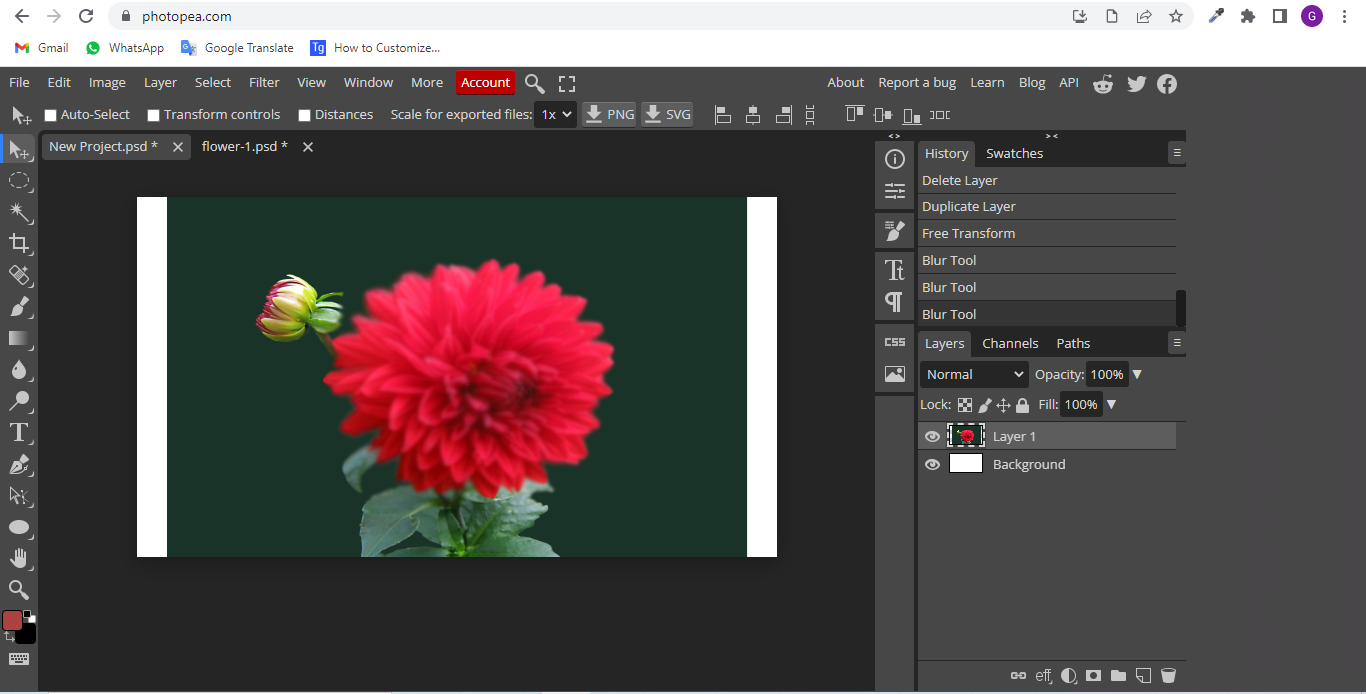 photopea.com
G
Gmail WhatsApp Google Translate Tg How to Customize...
File Edit Image Layer Select Filter View Window More Account About Report a bug Learn Blog API
Auto-Select Transform controls Distances Scale for exported files: 1x PNG SVG
New Project.psd * flower-1.psd *
< > > <
History Swatches
Delete Layer
Duplicate Layer
Free Transform
Blur Tool
Blur Tool
Blur Tool
Tt
¶
CSS
Layers Channels Paths
Normal Opacity: 100%
Lock: Fill: 100%
Layer 1
Background
T
eff